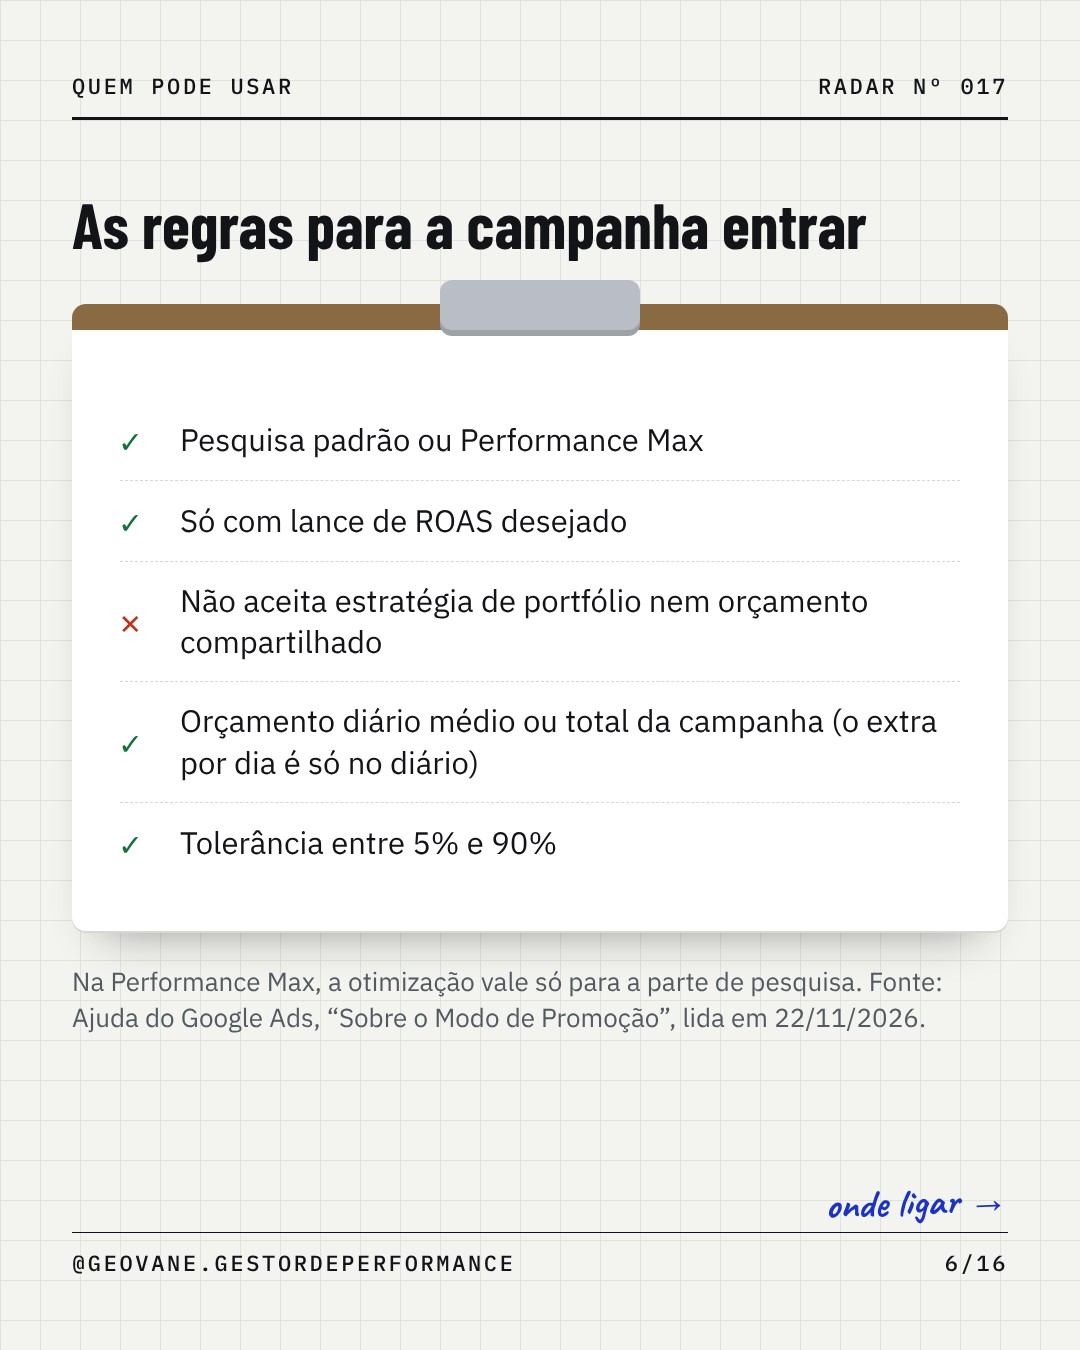 QUEM PODE USAR
RADAR Nº 017
As regras para a campanha entrar
✓ Pesquisa padrão ou Performance Max
✓ Só com lance de ROAS desejado
✕ Não aceita estratégia de portfólio nem orçamento
compartilhado
✓ Orçamento diário médio ou total da campanha (o extra
por dia é só no diário)
✓ Tolerância entre 5% e 90%
Na Performance Max, a otimização vale só para a parte de pesquisa. Fonte:
Ajuda do Google Ads, “Sobre o Modo de Promoção”, lida em 22/11/2026.
onde ligar →
@GEOVANE.GESTORDEPERFORMANCE
6/16